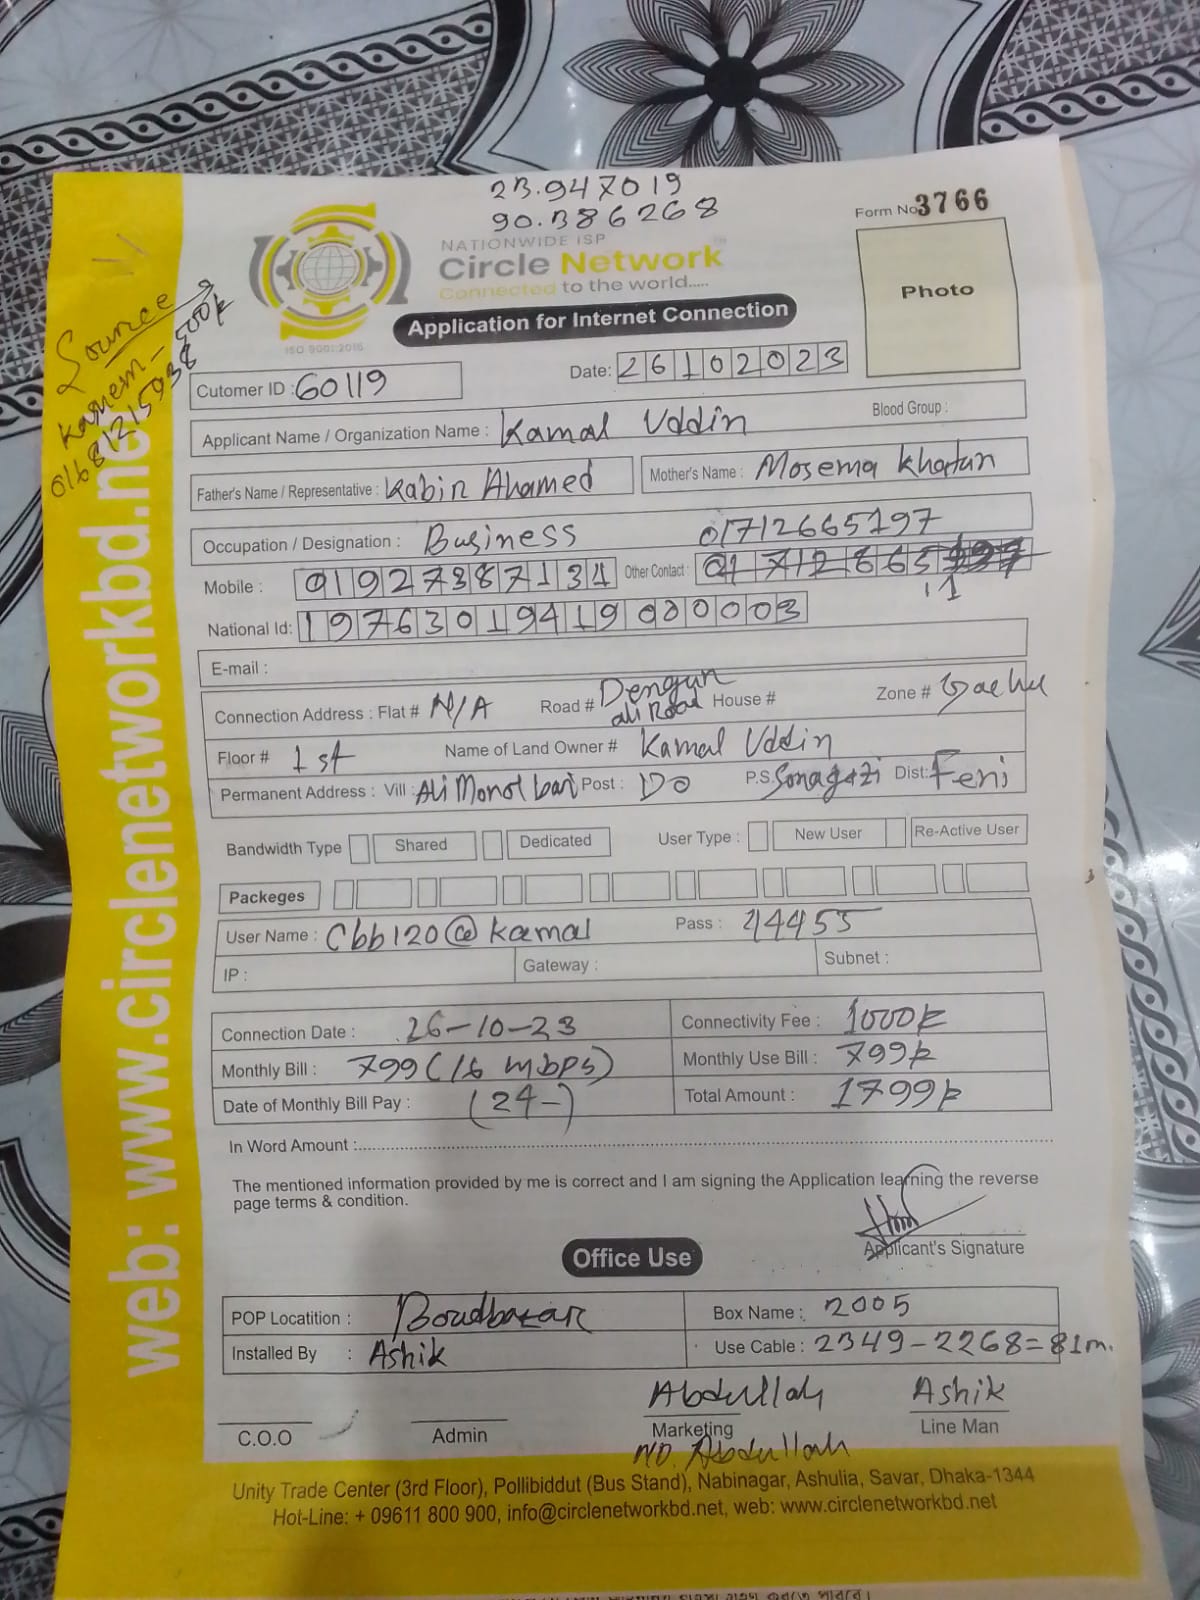 23.947019
90.386268
Form No 3766
NATIONWIDE ISP
Circle Network
Connected to the world.....
ISO 9001:2015
Application for Internet Connection
Photo
Source
Karem - 500k
web: www.circlenetworkbd.net
Cutomer ID : 60119
Date: 26102023
Applicant Name / Organization Name : Kamal Uddin Blood Group :
Father's Name / Representative : Kabir Ahamed Mother's Name : Mosema Khatun
Occupation / Designation : Business 01712665197
Mobile : 01927387134 Other Contact :
National Id: 19763019419000003
E-mail :
Connection Address : Flat # N/A Road # Dengun ali Road House # Zone #
Floor # 1st Name of Land Owner # Kamal Uddin
Permanent Address : Vill : Ali Monol bari Post : Do P.S. Sonagazi Dist: Feni
Bandwidth Type Shared Dedicated User Type : New User Re-Active User
Packeges
User Name : Cbb120@kamal Pass : 44455
IP : Gateway : Subnet :
Connection Date : 26-10-23 Connectivity Fee : 1000k
Monthly Bill : 799 (16 mbps) Monthly Use Bill : 799k
Date of Monthly Bill Pay : (24-) Total Amount : 1799k
In Word Amount :
The mentioned information provided by me is correct and I am signing the Application learning the reverse
page terms & condition.
Applicant's Signature
Office Use
POP Locatition : Boudbazar Box Name : 2005
Installed By : Ashik Use Cable : 2349-2268=81m.
Abdullah Ashik
C.O.O Admin Marketing Line Man
MD. Abdullah
Unity Trade Center (3rd Floor), Pollibiddut (Bus Stand), Nabinagar, Ashulia, Savar, Dhaka-1344
Hot-Line: + 09611 800 900, info@circlenetworkbd.net, web: www.circlenetworkbd.net